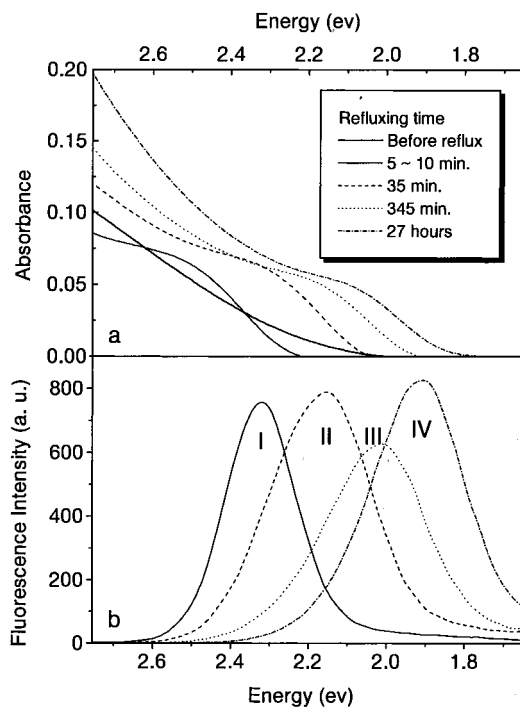 Energy (ev)
2.6 2.4 2.2 2.0 1.8
0.20
0.15
0.10
0.05
0.00
Absorbance
a
Refluxing time
Before reflux
5 ~ 10 min.
35 min.
345 min.
27 hours
800
600
400
200
0
Fluorescence Intensity (a. u.)
b
I
II
III
IV
2.6 2.4 2.2 2.0 1.8
Energy (ev)